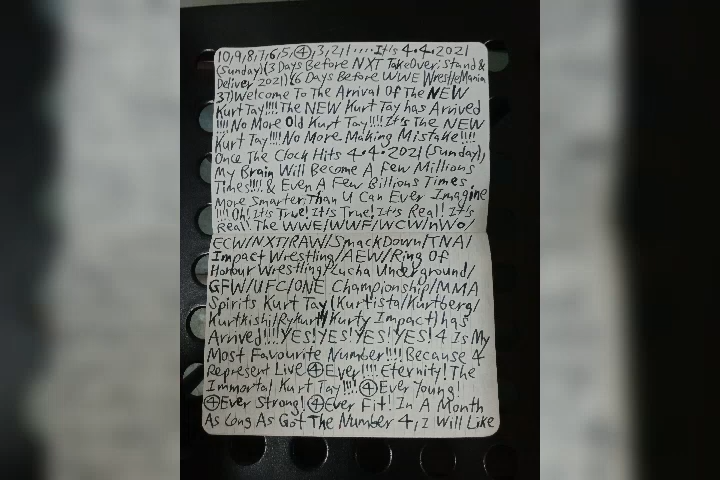 10,9,8,7,6,5,④,3,2,1.... It's 4.4.2021
(Sunday)(3 Days Before NXT TakeOver: Stand &
Deliver 2021)(6 Days Before WWE WrestleMania
37)Welcome To The Arrival Of The NEW
Kurt Tay!!!! The NEW Kurt Tay has Arrived
!!!! No More Old Kurt Tay!!!! It's The NEW
Kurt Tay!!!! No More Making Mistake!!!!
Once The Clock Hits 4.4.2021 (Sunday),
My Brain Will Become A Few Millions
Times!!!! & Even A Few Billions Times
More Smarter Than U Can Ever Imagine
!!!! Oh! It's True! It's True! It's Real! It's
Real! The WWE/WWF/WCW/nWo/
ECW/NXT/RAW/SmackDown/TNA/
Impact Wrestling/AEW/Ring Of
Honour Wrestling/Lucha Underground/
GFW/UFC/ONE Championship/MMA
Spirits Kurt Tay (Kurtista/Kurtberg/
Kurtkishi/Rykurt/Kurty Impact) has
Arrived!!!! YES! YES! YES! YES! 4 Is My
Most Favourite Number!!!! Because 4
Represent Live ④Ever!!!! Eternity! The
Immortal Kurt Tay!!!! ④Ever Young!
④Ever Strong! ④Ever Fit! In A Month
As Long As Got The Number 4, I Will Like